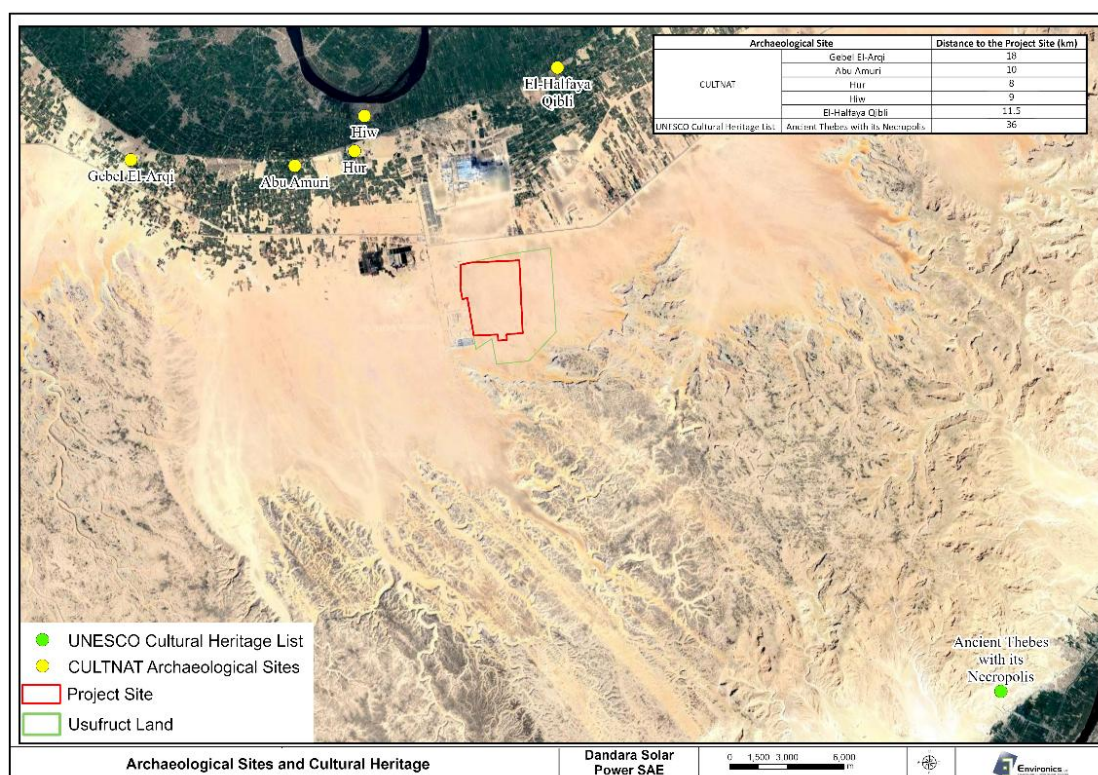 Archaeological Site Distance to the Project Site (km)
CULTNAT
Gebel El-Arqi 18
Abu Amuri 10
Hur 8
Hiw 9
El-Halfaya Qibli 11.5
UNESCO Cultural Heritage List Ancient Thebes with its Necropolis 36
El-Halfaya
Qibli
Hiw
Hur
Abu Amuri
Gebel El-Arqi
Ancient Thebes
with its
Necropolis
UNESCO Cultural Heritage List
CULTNAT Archaeological Sites
Project Site
Usufruct Land
Archaeological Sites and Cultural Heritage
Dandara Solar
Power SAE
0 1,500 3,000 6,000
m
Environics